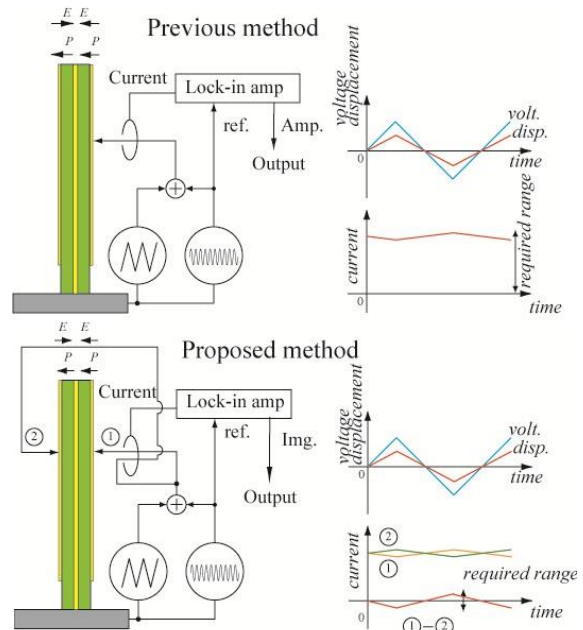 Previous method
E E
P P
Current
Lock-in amp
ref.
Amp.
Output
voltage
displacement
volt.
disp.
0
time
current
required range
0
time
Proposed method
E E
P P
Current
② ①
Lock-in amp
ref.
Img.
Output
voltage
displacement
volt.
disp.
0
time
current
②
①
required range
0
time
①−②